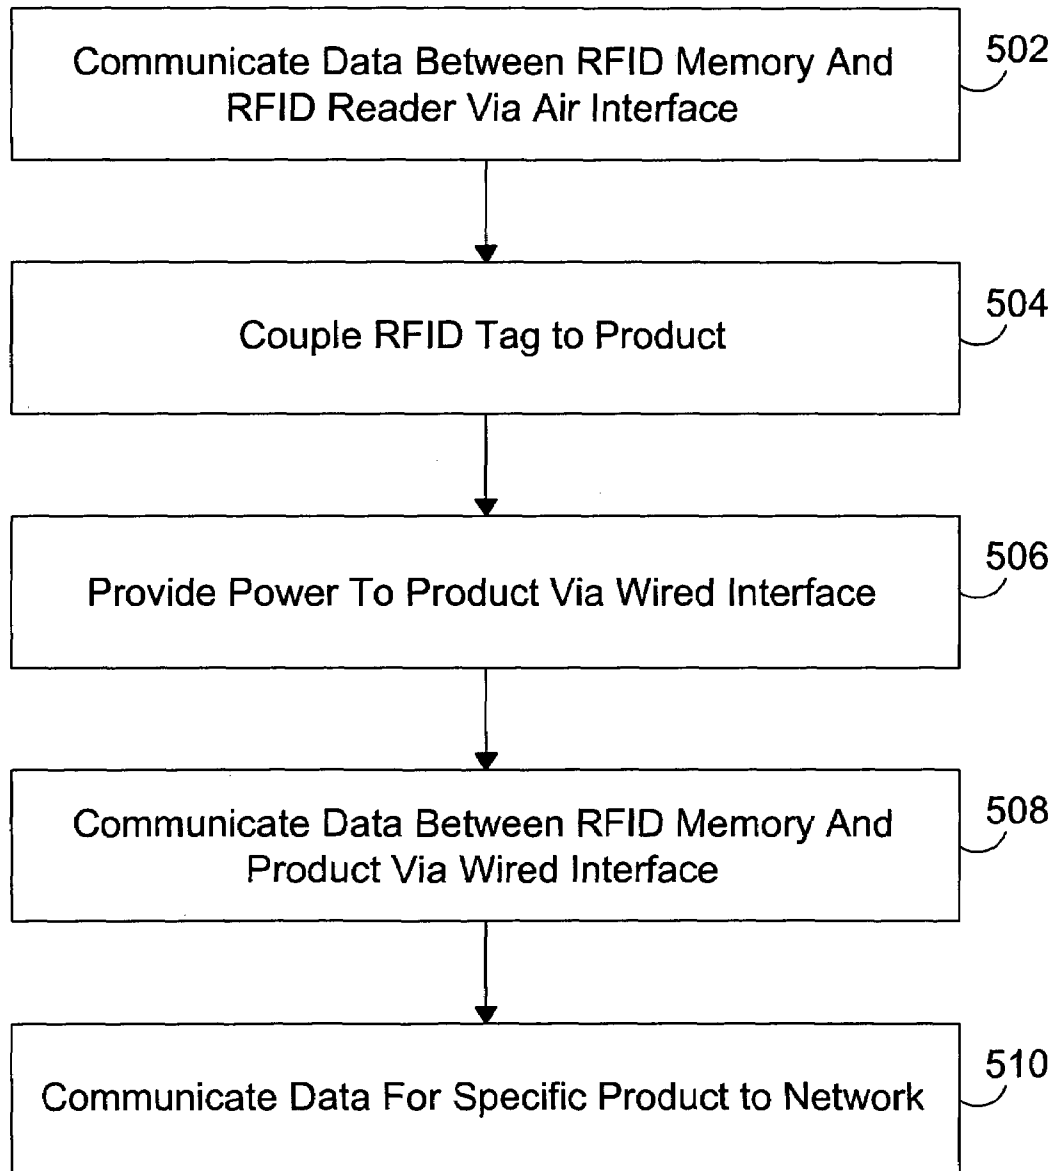 Communicate Data Between RFID Memory And
RFID Reader Via Air Interface
502
Couple RFID Tag to Product
504
Provide Power To Product Via Wired Interface
506
Communicate Data Between RFID Memory And
Product Via Wired Interface
508
Communicate Data For Specific Product to Network
510